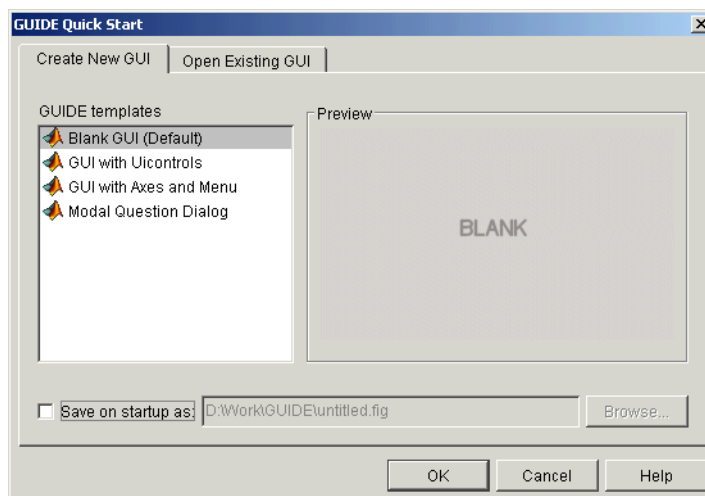 GUIDE Quick Start
Create New GUI
Open Existing GUI
GUIDE templates
Blank GUI (Default)
GUI with Uicontrols
GUI with Axes and Menu
Modal Question Dialog
Preview
BLANK
Save on startup as:
D:\Work\GUIDE\untitled.fig
Browse...
OK
Cancel
Help